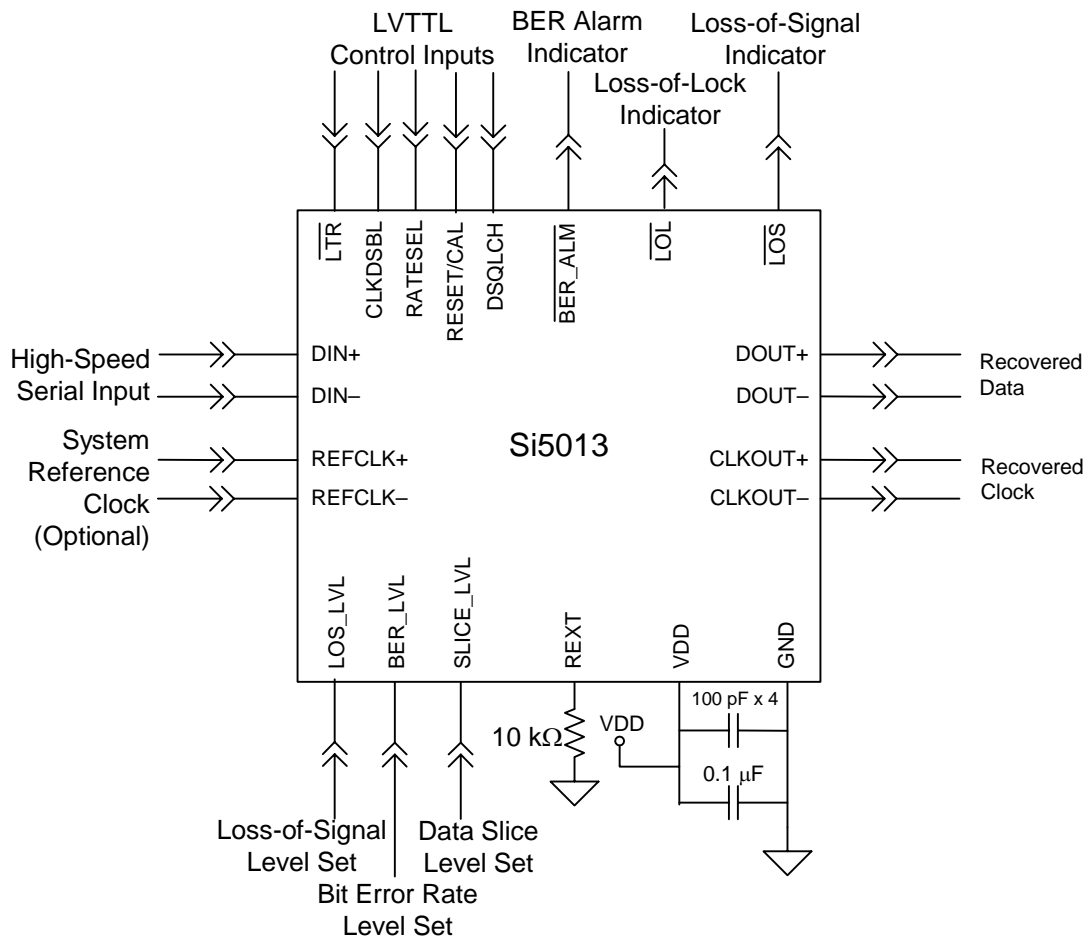 LVTTL
Control Inputs
BER Alarm
Indicator
Loss-of-Lock
Indicator
Loss-of-Signal
Indicator
LTR
CLKDSBL
RATESEL
RESET/CAL
DSQLCH
BER_ALM
LOL
LOS
High-Speed
Serial Input
DIN+
DIN–
System
Reference
Clock
(Optional)
REFCLK+
REFCLK–
Si5013
DOUT+
DOUT–
Recovered
Data
CLKOUT+
CLKOUT–
Recovered
Clock
LOS_LVL
BER_LVL
SLICE_LVL
REXT
VDD
GND
10 kΩ
VDD
100 pF x 4
0.1 μF
Loss-of-Signal
Level Set
Data Slice
Level Set
Bit Error Rate
Level Set